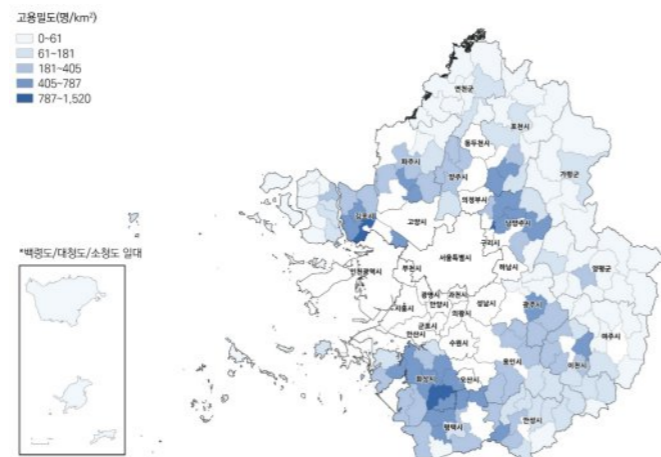 고용밀도(명/km²)
0~61
61~181
181~405
405~787
787~1,520
연천군
포천시
동두천시
파주시
양주시
가평군
의정부시
김포시
고양시
남양주시
구리시
서울특별시
*백령도/대청도/소청도 일대
인천광역시
부천시
하남시
양평군
광명시
과천시
시흥시
안양시
성남시
광주시
의왕시
군포시
안산시
여주시
수원시
용인시
이천시
화성시
오산시
평택시
안성시